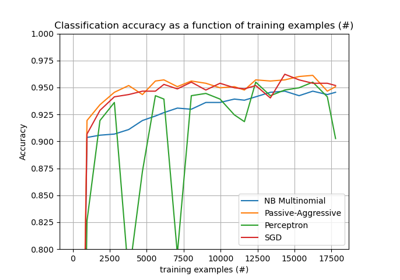 Classification accuracy as a function of training examples (#)
1.000
0.975
0.950
0.925
0.900
0.875
0.850
0.825
0.800
Accuracy
NB Multinomial
Passive-Aggressive
Perceptron
SGD
0 2500 5000 7500 10000 12500 15000 17500
training examples (#)